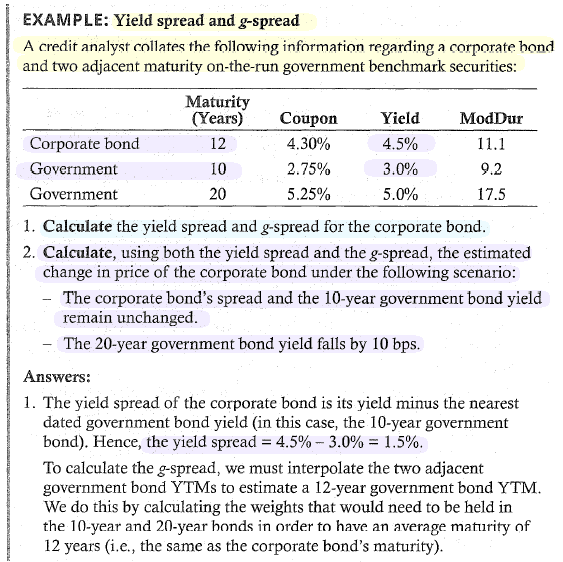 EXAMPLE: Yield spread and g-spread
A credit analyst collates the following information regarding a corporate bond
and two adjacent maturity on-the-run government benchmark securities:
Maturity
(Years) Coupon Yield ModDur
Corporate bond 12 4.30% 4.5% 11.1
Government 10 2.75% 3.0% 9.2
Government 20 5.25% 5.0% 17.5
1. Calculate the yield spread and g-spread for the corporate bond.
2. Calculate, using both the yield spread and the g-spread, the estimated
change in price of the corporate bond under the following scenario:
– The corporate bond's spread and the 10-year government bond yield
remain unchanged.
– The 20-year government bond yield falls by 10 bps.
Answers:
1. The yield spread of the corporate bond is its yield minus the nearest
dated government bond yield (in this case, the 10-year government
bond). Hence, the yield spread = 4.5% – 3.0% = 1.5%.
To calculate the g-spread, we must interpolate the two adjacent
government bond YTMs to estimate a 12-year government bond YTM.
We do this by calculating the weights that would need to be held in
the 10-year and 20-year bonds in order to have an average maturity of
12 years (i.e., the same as the corporate bond's maturity).